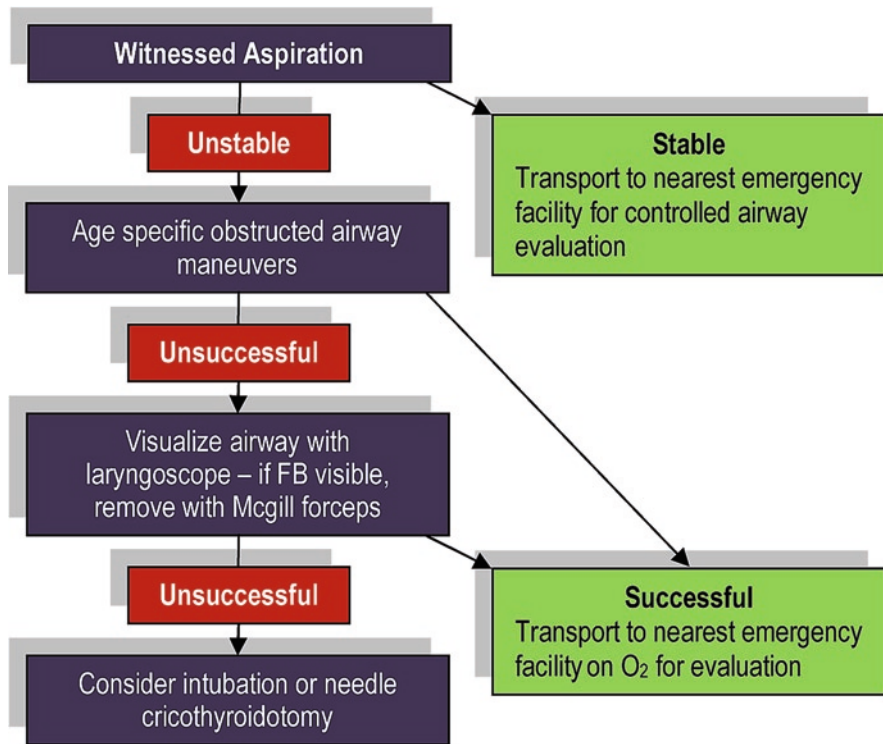 Witnessed Aspiration
Unstable
Stable
Transport to nearest emergency
facility for controlled airway
evaluation
Age specific obstructed airway
maneuvers
Unsuccessful
Visualize airway with
laryngoscope – if FB visible,
remove with Mcgill forceps
Unsuccessful
Successful
Transport to nearest emergency
facility on O₂ for evaluation
Consider intubation or needle
cricothyroidotomy